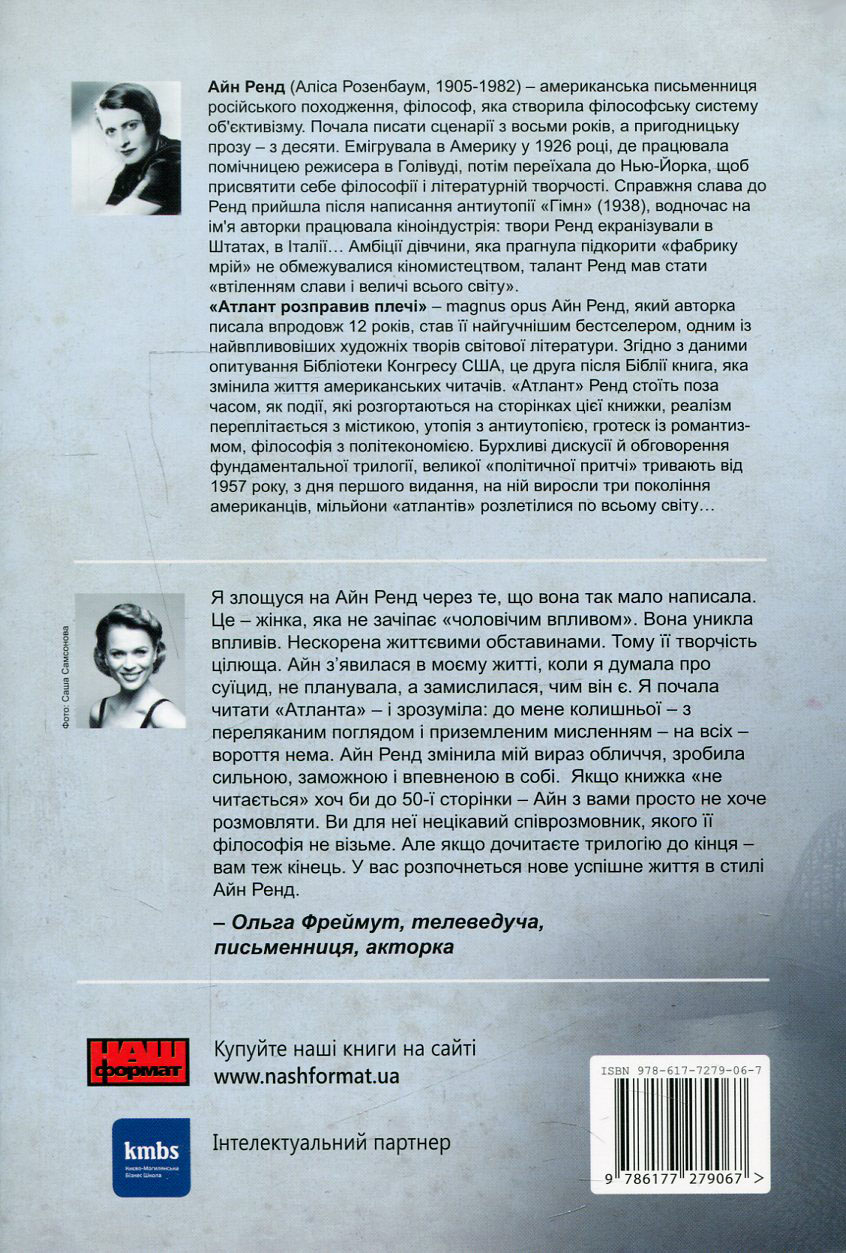 Айн Ренд (Аліса Розенбаум, 1905-1982) – американська письменниця
російського походження, філософ, яка створила філософську систему
об'єктивізму. Почала писати сценарії з восьми років, а пригодницьку
прозу – з десяти. Емігрувала в Америку у 1926 році, де працювала
помічницею режисера в Голівуді, потім переїхала до Нью-Йорка, щоб
присвятити себе філософії і літературній творчості. Справжня слава до
Ренд прийшла після написання антиутопії «Гімн» (1938), водночас на
ім'я авторки працювала кіноіндустрія: твори Ренд екранізували в
Штатах, в Італії... Амбіції дівчини, яка прагнула підкорити «фабрику
мрій» не обмежувалися кіномистецтвом, талант Ренд мав стати
«втіленням слави і величі всього світу».
«Атлант розправив плечі» – magnus opus Айн Ренд, який авторка
писала впродовж 12 років, став її найгучнішим бестселером, одним із
найвпливовіших художніх творів світової літератури. Згідно з даними
опитування Бібліотеки Конгресу США, це друга після Біблії книга, яка
змінила життя американських читачів. «Атлант» Ренд стоїть поза
часом, як події, які розгортаються на сторінках цієї книжки, реалізм
переплітається з містикою, утопія з антиутопією, гротеск із романтиз-
мом, філософія з політекономією. Бурхливі дискусії й обговорення
фундаментальної трилогії, великої «політичної притчі» тривають від
1957 року, з дня першого видання, на ній виросли три покоління
американців, мільйони «атлантів» розлетілися по всьому світу...
Фото: Саша Самсонова
Я злощуся на Айн Ренд через те, що вона так мало написала.
Це – жінка, яка не зачіпає «чоловічим впливом». Вона уникла
впливів. Нескорена життєвими обставинами. Тому її творчість
цілюща. Айн з’явилася в моєму житті, коли я думала про
суїцид, не планувала, а замислилася, чим він є. Я почала
читати «Атланта» – і зрозуміла: до мене колишньої – з
переляканим поглядом і приземленим мисленням – на всіх –
вороття нема. Айн Ренд змінила мій вираз обличчя, зробила
сильною, заможною і впевненою в собі. Якщо книжка «не
читається» хоч би до 50-ї сторінки – Айн з вами просто не хоче
розмовляти. Ви для неї нецікавий співрозмовник, якого її
філософія не візьме. Але якщо дочитаєте трилогію до кінця –
вам теж кінець. У вас розпочнеться нове успішне життя в стилі
Айн Ренд.
– Ольга Фреймут, телеведуча,
письменниця, акторка
НАШ
формат
Купуйте наші книги на сайті
www.nashformat.ua
kmbs
Києво-Могилянська
Бізнес Школа
Інтелектуальний партнер
ISBN 978-617-7279-06-7
9 786177 279067 >